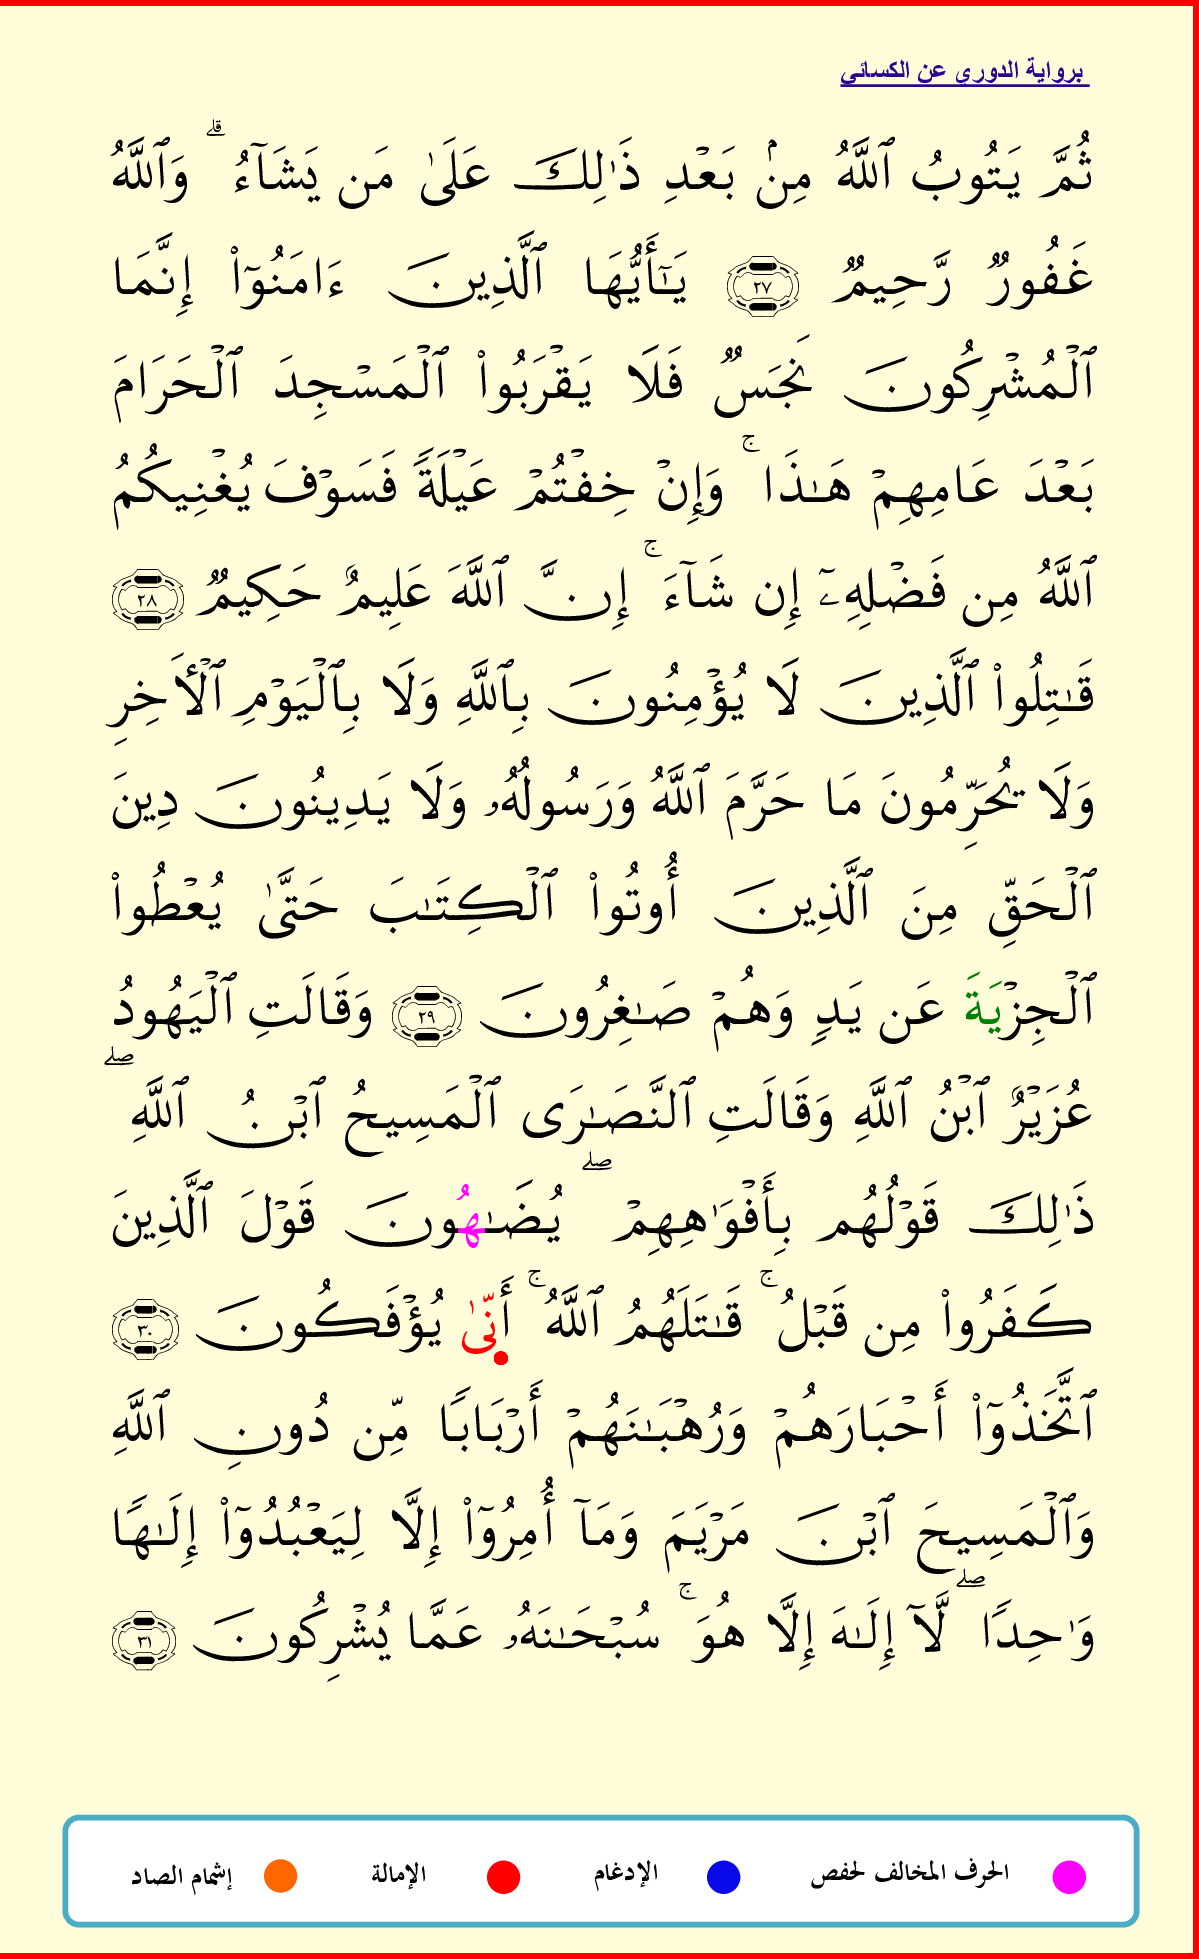 برواية الدوري عن الكسائي
ثُمَّ يَتُوبُ ٱللَّهُ مِنۢ بَعۡدِ ذَٰلِكَ عَلَىٰ مَن يَشَآءُۗ وَٱللَّهُ
غَفُورٞ رَّحِيمٞ ٢٧ يَٰٓأَيُّهَا ٱلَّذِينَ ءَامَنُوٓاْ إِنَّمَا
ٱلۡمُشۡرِكُونَ نَجَسٞ فَلَا يَقۡرَبُواْ ٱلۡمَسۡجِدَ ٱلۡحَرَامَ
بَعۡدَ عَامِهِمۡ هَٰذَاۚ وَإِنۡ خِفۡتُمۡ عَيۡلَةٗ فَسَوۡفَ يُغۡنِيكُمُ
ٱللَّهُ مِن فَضۡلِهِۦٓ إِن شَآءَۚ إِنَّ ٱللَّهَ عَلِيمٌ حَكِيمٞ ٢٨
قَٰتِلُواْ ٱلَّذِينَ لَا يُؤۡمِنُونَ بِٱللَّهِ وَلَا بِٱلۡيَوۡمِ ٱلۡأٓخِرِ
وَلَا يُحَرِّمُونَ مَا حَرَّمَ ٱللَّهُ وَرَسُولُهُۥ وَلَا يَدِينُونَ دِينَ
ٱلۡحَقِّ مِنَ ٱلَّذِينَ أُوتُواْ ٱلۡكِتَٰبَ حَتَّىٰ يُعۡطُواْ
ٱلۡجِزۡيَةَ عَن يَدٖ وَهُمۡ صَٰغِرُونَ ٢٩ وَقَالَتِ ٱلۡيَهُودُ
عُزَيۡرٌ ٱبۡنُ ٱللَّهِ وَقَالَتِ ٱلنَّصَٰرَى ٱلۡمَسِيحُ ٱبۡنُ ٱللَّهِۖ
ذَٰلِكَ قَوۡلُهُم بِأَفۡوَٰهِهِمۡۖ يُضَٰهُونَ قَوۡلَ ٱلَّذِينَ
كَفَرُواْ مِن قَبۡلُۚ قَٰتَلَهُمُ ٱللَّهُۚ أَنّىٰ يُؤۡفَكُونَ ٣٠
ٱتَّخَذُوٓاْ أَحۡبَارَهُمۡ وَرُهۡبَٰنَهُمۡ أَرۡبَابٗا مِّن دُونِ ٱللَّهِ
وَٱلۡمَسِيحَ ٱبۡنَ مَرۡيَمَ وَمَآ أُمِرُوٓاْ إِلَّا لِيَعۡبُدُوٓاْ إِلَٰهٗا
وَٰحِدٗاۖ لَّآ إِلَٰهَ إِلَّا هُوَۚ سُبۡحَٰنَهُۥ عَمَّا يُشۡرِكُونَ ٣١
الحرف المخالف لحفص الإدغام الإمالة إشمام الصاد